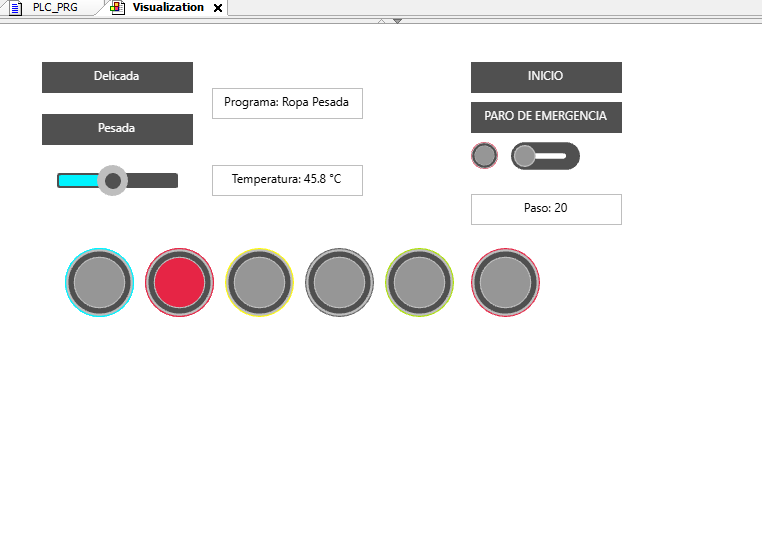 PLC_PRG
Visualization
Delicada
INICIO
Programa: Ropa Pesada
PARO DE EMERGENCIA
Pesada
Temperatura: 45.8 °C
Paso: 20